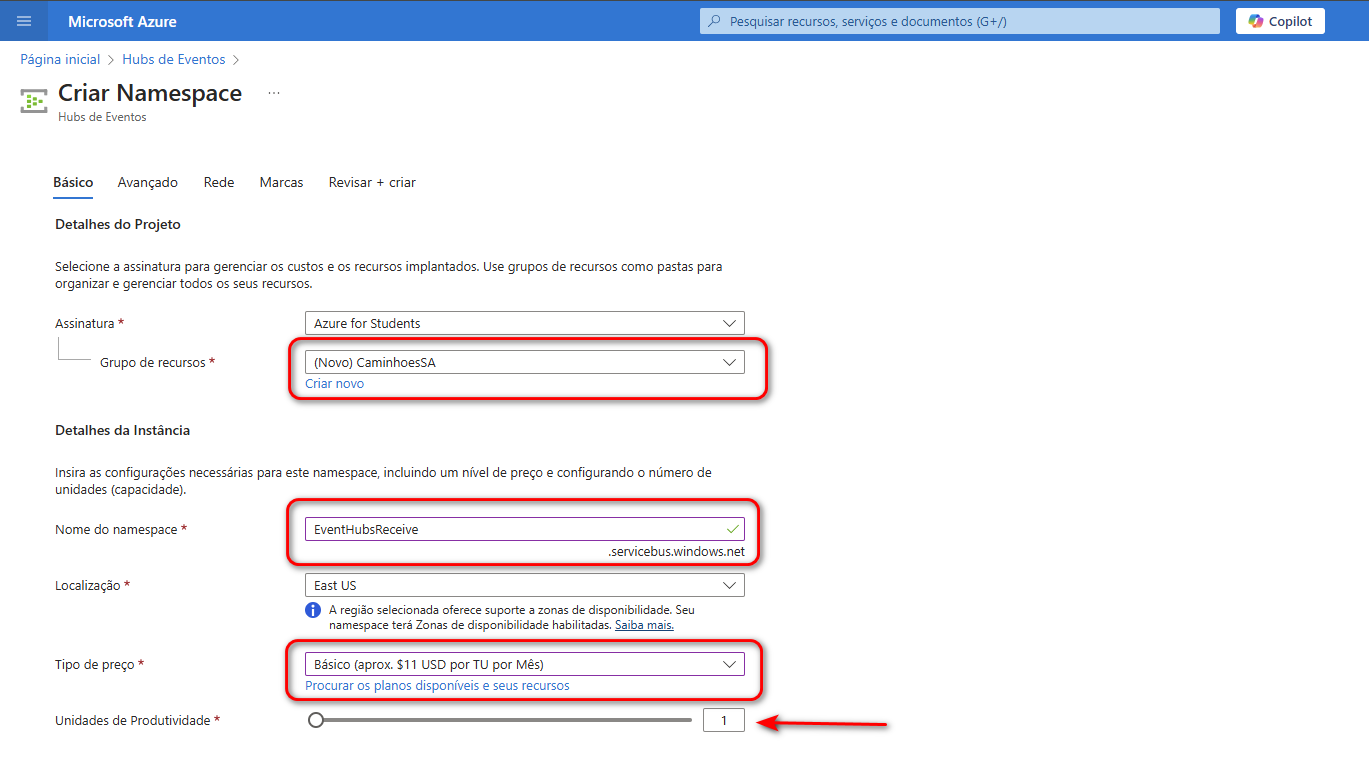 Microsoft Azure
Pesquisar recursos, serviços e documentos (G+/)
Copilot
Página inicial > Hubs de Eventos >
Criar Namespace ...
Hubs de Eventos
Básico Avançado Rede Marcas Revisar + criar
Detalhes do Projeto
Selecione a assinatura para gerenciar os custos e os recursos implantados. Use grupos de recursos como pastas para
organizar e gerenciar todos os seus recursos.
Assinatura *
Azure for Students
Grupo de recursos *
(Novo) CaminhoesSA
Criar novo
Detalhes da Instância
Insira as configurações necessárias para este namespace, incluindo um nível de preço e configurando o número de
unidades (capacidade).
Nome do namespace *
EventHubsReceive
.servicebus.windows.net
Localização *
East US
A região selecionada oferece suporte a zonas de disponibilidade. Seu
namespace terá Zonas de disponibilidade habilitadas. Saiba mais.
Tipo de preço *
Básico (aprox. $11 USD por TU por Mês)
Procurar os planos disponíveis e seus recursos
Unidades de Produtividade *
1